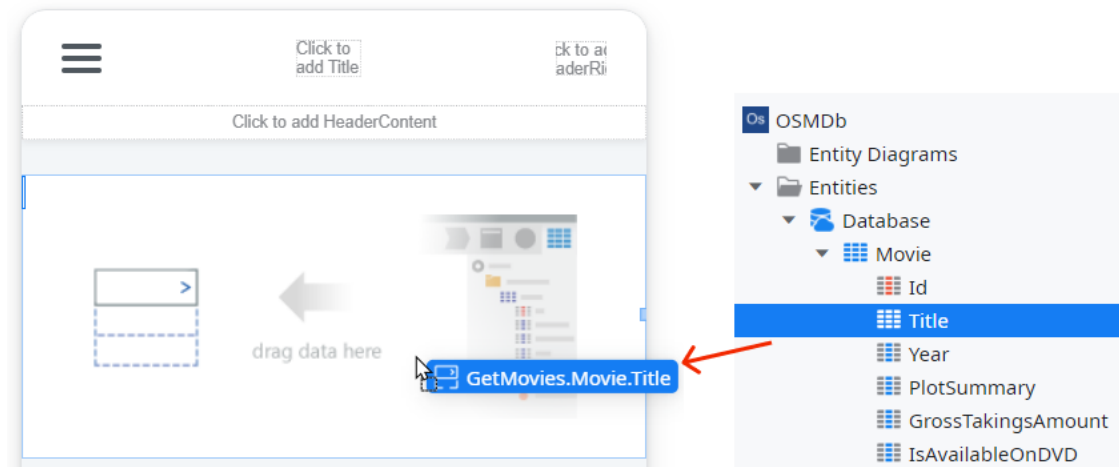 Click to
add Title
Click to add HeaderContent
drag data here
GetMovies.Movie.Title
Os OSMDb
Entity Diagrams
Entities
Database
Movie
Id
Title
Year
PlotSummary
GrossTakingsAmount
IsAvailableOnDVD